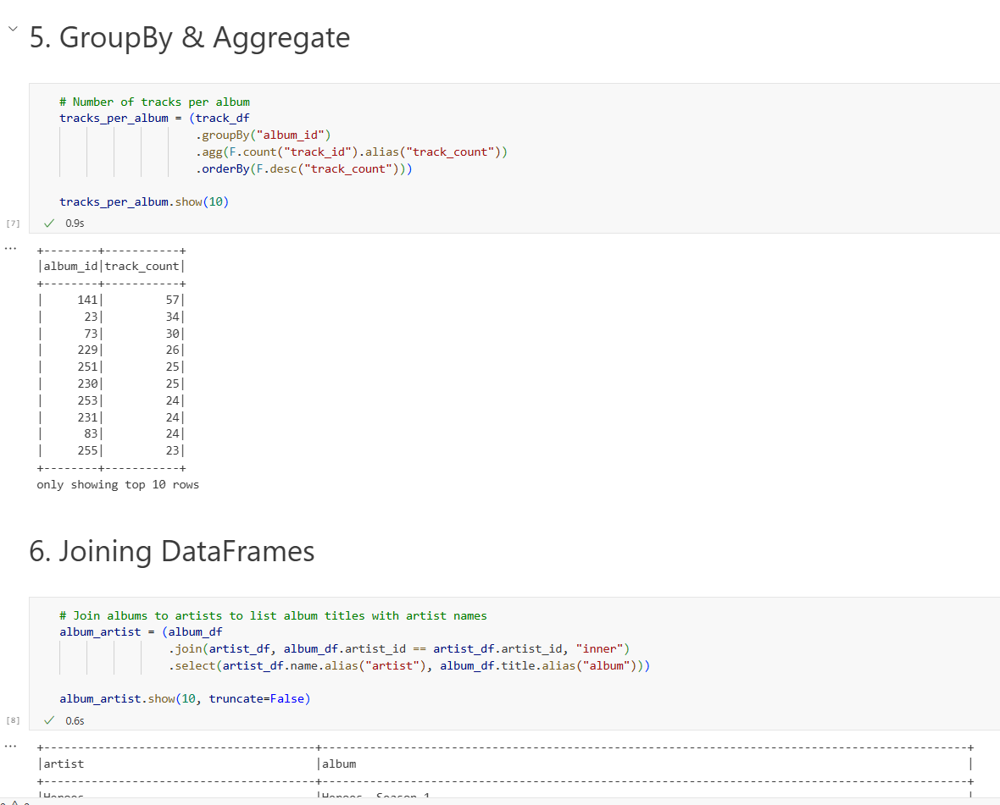 5. GroupBy & Aggregate
# Number of tracks per album
tracks_per_album = (track_df
.groupBy("album_id")
.agg(F.count("track_id").alias("track_count"))
.orderBy(F.desc("track_count")))
tracks_per_album.show(10)
[7]
0.9s
...
+--------+-----------+
|album_id|track_count|
+--------+-----------+
|     141|         57|
|      23|         34|
|      73|         30|
|     229|         26|
|     251|         25|
|     230|         25|
|     253|         24|
|     231|         24|
|      83|         24|
|     255|         23|
+--------+-----------+
only showing top 10 rows
6. Joining DataFrames
# Join albums to artists to list album titles with artist names
album_artist = (album_df
.join(artist_df, album_df.artist_id == artist_df.artist_id, "inner")
.select(artist_df.name.alias("artist"), album_df.title.alias("album")))
album_artist.show(10, truncate=False)
[8]
0.6s
...
+----------------------------------------+-----------------------------------------------------------------------------------------------+
|artist                                  |album                                                                                          |
+----------------------------------------+-----------------------------------------------------------------------------------------------+